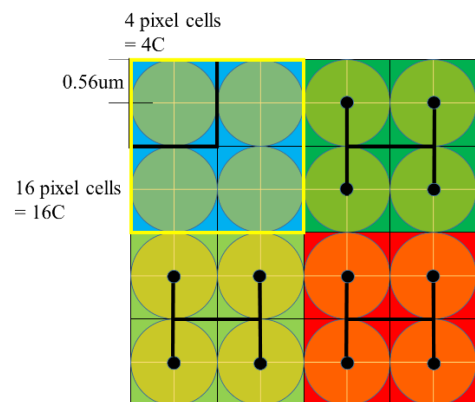 4 pixel cells
= 4C
0.56um
16 pixel cells
= 16C